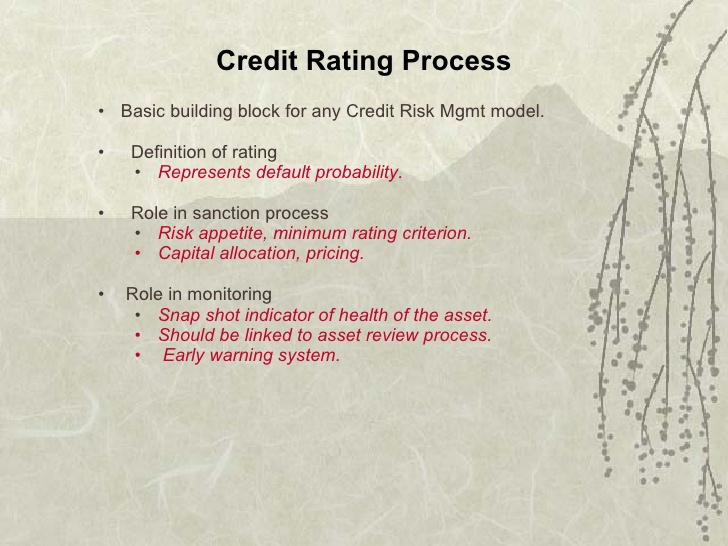 Credit Rating Process
• Basic building block for any Credit Risk Mgmt model.
• Definition of rating
• Represents default probability.
• Role in sanction process
• Risk appetite, minimum rating criterion.
• Capital allocation, pricing.
• Role in monitoring
• Snap shot indicator of health of the asset.
• Should be linked to asset review process.
• Early warning system.